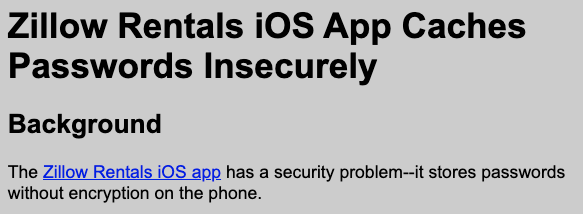 Zillow Rentals iOS App Caches
Passwords Insecurely
Background
The Zillow Rentals iOS app has a security problem--it stores passwords
without encryption on the phone.